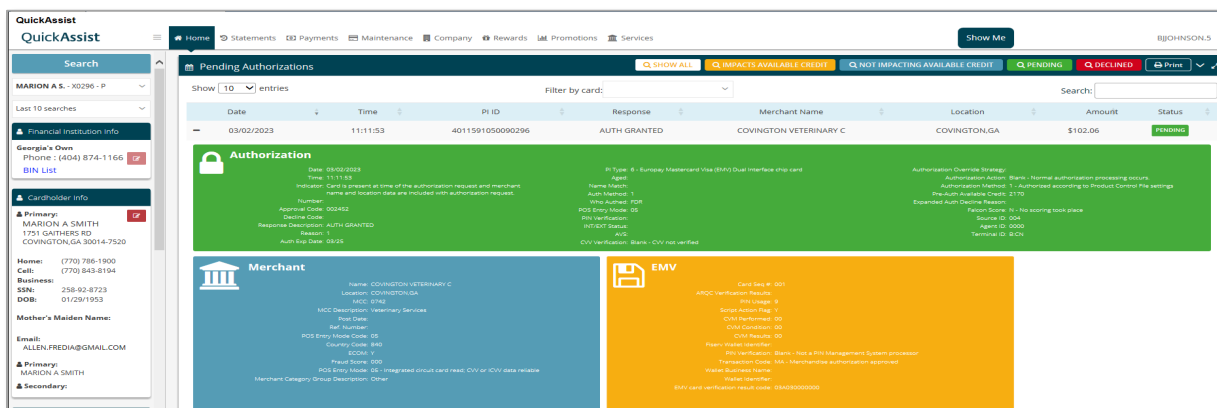 QuickAssist
QuickAssist
Home Statements Payments Maintenance Company Rewards Promotions Services Show Me BJJOHNSON.5
Search
MARION A S. - X0296 - P
Last 10 searches
Financial Institution Info
Georgia's Own
Phone : (404) 874-1166
BIN List
Cardholder Info
Primary:
MARION A SMITH
1751 GAITHERS RD
COVINGTON,GA 30014-7520
Home: (770) 786-1900
Cell: (770) 843-8194
Business:
SSN: 258-92-8723
DOB: 01/29/1953
Mother's Maiden Name:
Email:
ALLEN.FREDIA@GMAIL.COM
Primary:
MARION A SMITH
Secondary:
Pending Authorizations SHOW ALL IMPACTS AVAILABLE CREDIT NOT IMPACTING AVAILABLE CREDIT PENDING DECLINED Print
Show 10 entries Filter by card: Search:
Date Time PI ID Response Merchant Name Location Amount Status
03/02/2023 11:11:53 4011591050090296 AUTH GRANTED COVINGTON VETERINARY C COVINGTON,GA $102.06 PENDING
Authorization
Date: 03/02/2023
Time: 11:11:53
Indicator: Card is present at time of the authorization request and merchant
name and location data are included with authorization request.
Number:
Approval Code: 002462
Decline Code:
Response Description: AUTH GRANTED
Reason: 1
Auth Exp Date: 03/25
PI Type: 6 - Europay Mastercard Visa (EMV) Dual interface ship card
Aged:
Name Match:
Auth Method: 1
Who Authed: FDR
POS Entry Mode: 05
PIN Verification:
INT/EXT Status:
AVS:
CVV Verification: Blank - CVV not verified
Authorization Override Strategy:
Authorization Action: Blank - Normal authorization processing occurs.
Authorization Method: 1 - Authorized according to Product Control File settings
Pre-Auth Available Credit: 2170
Expanded Auth Decline Reason:
Falcon Score: N - No scoring took place
Source ID: 004
Agent ID: 0000
Terminal ID: B:CN
Merchant
Name: COVINGTON VETERINARY C
Location: COVINGTON,GA
MCC: 0742
MCC Description: Veterinary Services
Post Date:
Ref. Number:
POS Entry Mode Code: 05
Country Code: 840
ECOM: Y
Fraud Score: 000
POS Entry Mode: 05 - Integrated circuit card read; CVV or iCVV data reliable
Merchant Category Group Description: Other
EMV
Card Seq #: 001
ARQC Verification Results:
PIN Usage: 8
Script Action Flag: Y
CVM Performed: 00
CVM Condition: 00
CVM Results: 00
Fiserv Wallet Identifier:
PIN Verification: Blank - Not a PIN Management System processor
Transaction Code: MA - Merchandise authorization approved
Wallet Business Name:
Wallet Identifier:
EMV card verification result code: